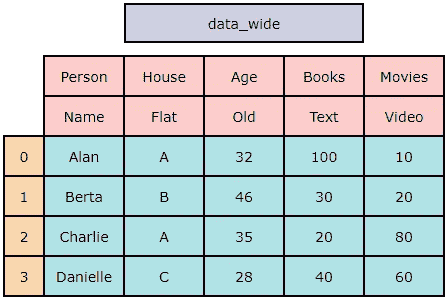 data_wide
Person House Age Books Movies
Name Flat Old Text Video
0 Alan A 32 100 10
1 Berta B 46 30 20
2 Charlie A 35 20 80
3 Danielle C 28 40 60